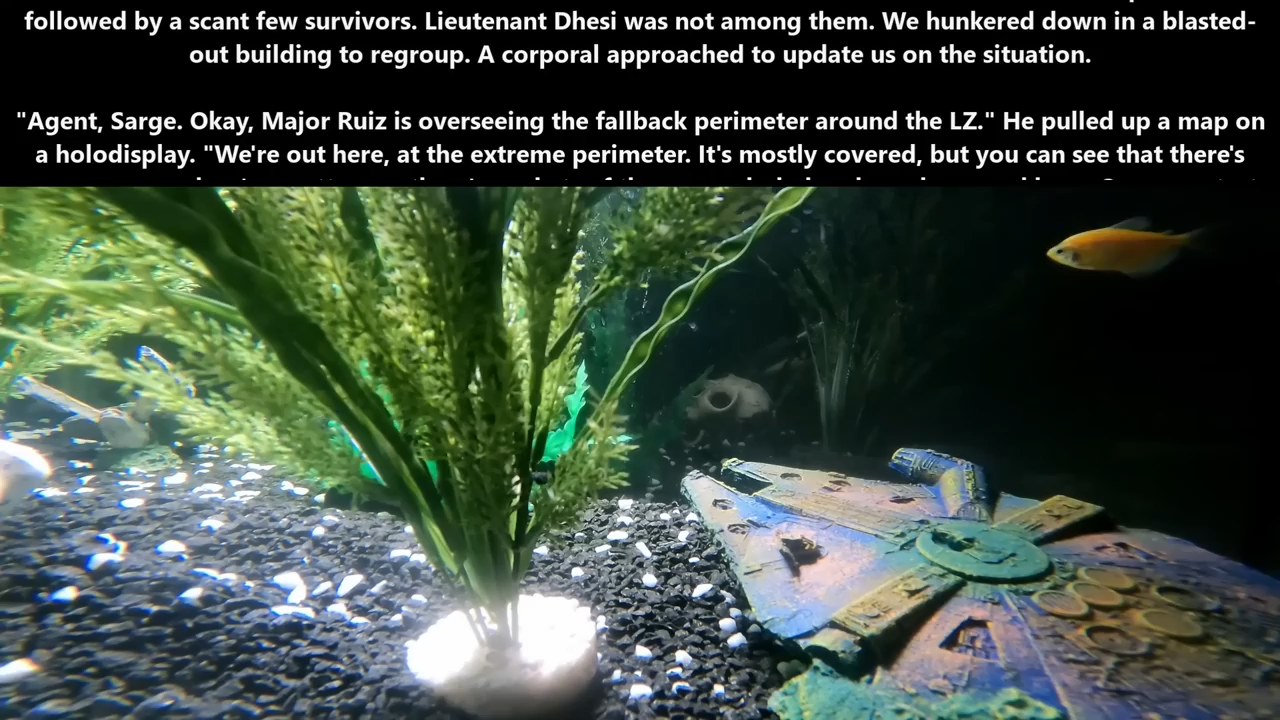 followed by a scant few survivors. Lieutenant Dhesi was not among them. We hunkered down in a blasted-
out building to regroup. A corporal approached to update us on the situation.
"Agent, Sarge. Okay, Major Ruiz is overseeing the fallback perimeter around the LZ." He pulled up a map on
a holodisplay. "We're out here, at the extreme perimeter. It's mostly covered, but you can see that there's